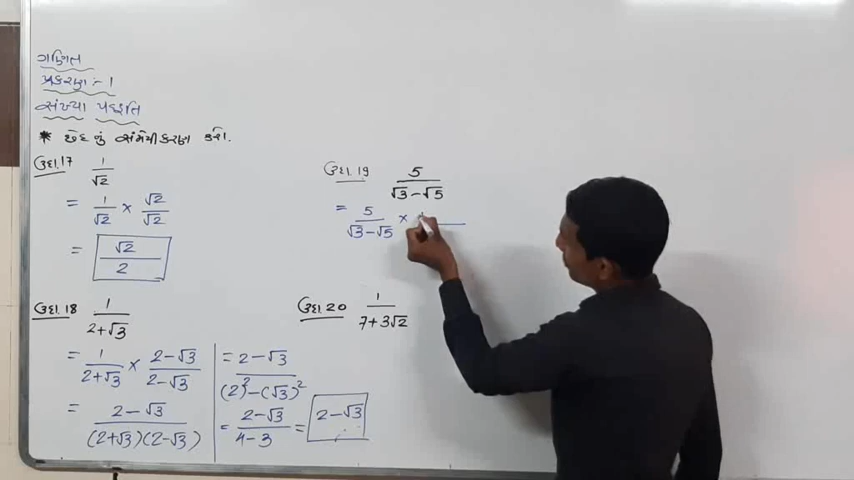 ગણિત
પ્રકરણ :- 1
સંખ્યા પદ્ધતિ
* છેદનું સંમેયીકરણ કરો.
ઉદા.17 1/√2
= 1/√2 × √2/√2
= √2/2
ઉદા.18 1/2+√3
= 1/2+√3 × 2-√3/2-√3
= 2-√3/(2+√3)(2-√3)
= 2-√3/(2)²-(√3)²
= 2-√3/4-3 = 2-√3
ઉદા.19 5/√3-√5
= 5/√3-√5 ×
ઉદા.20 1/7+3√2